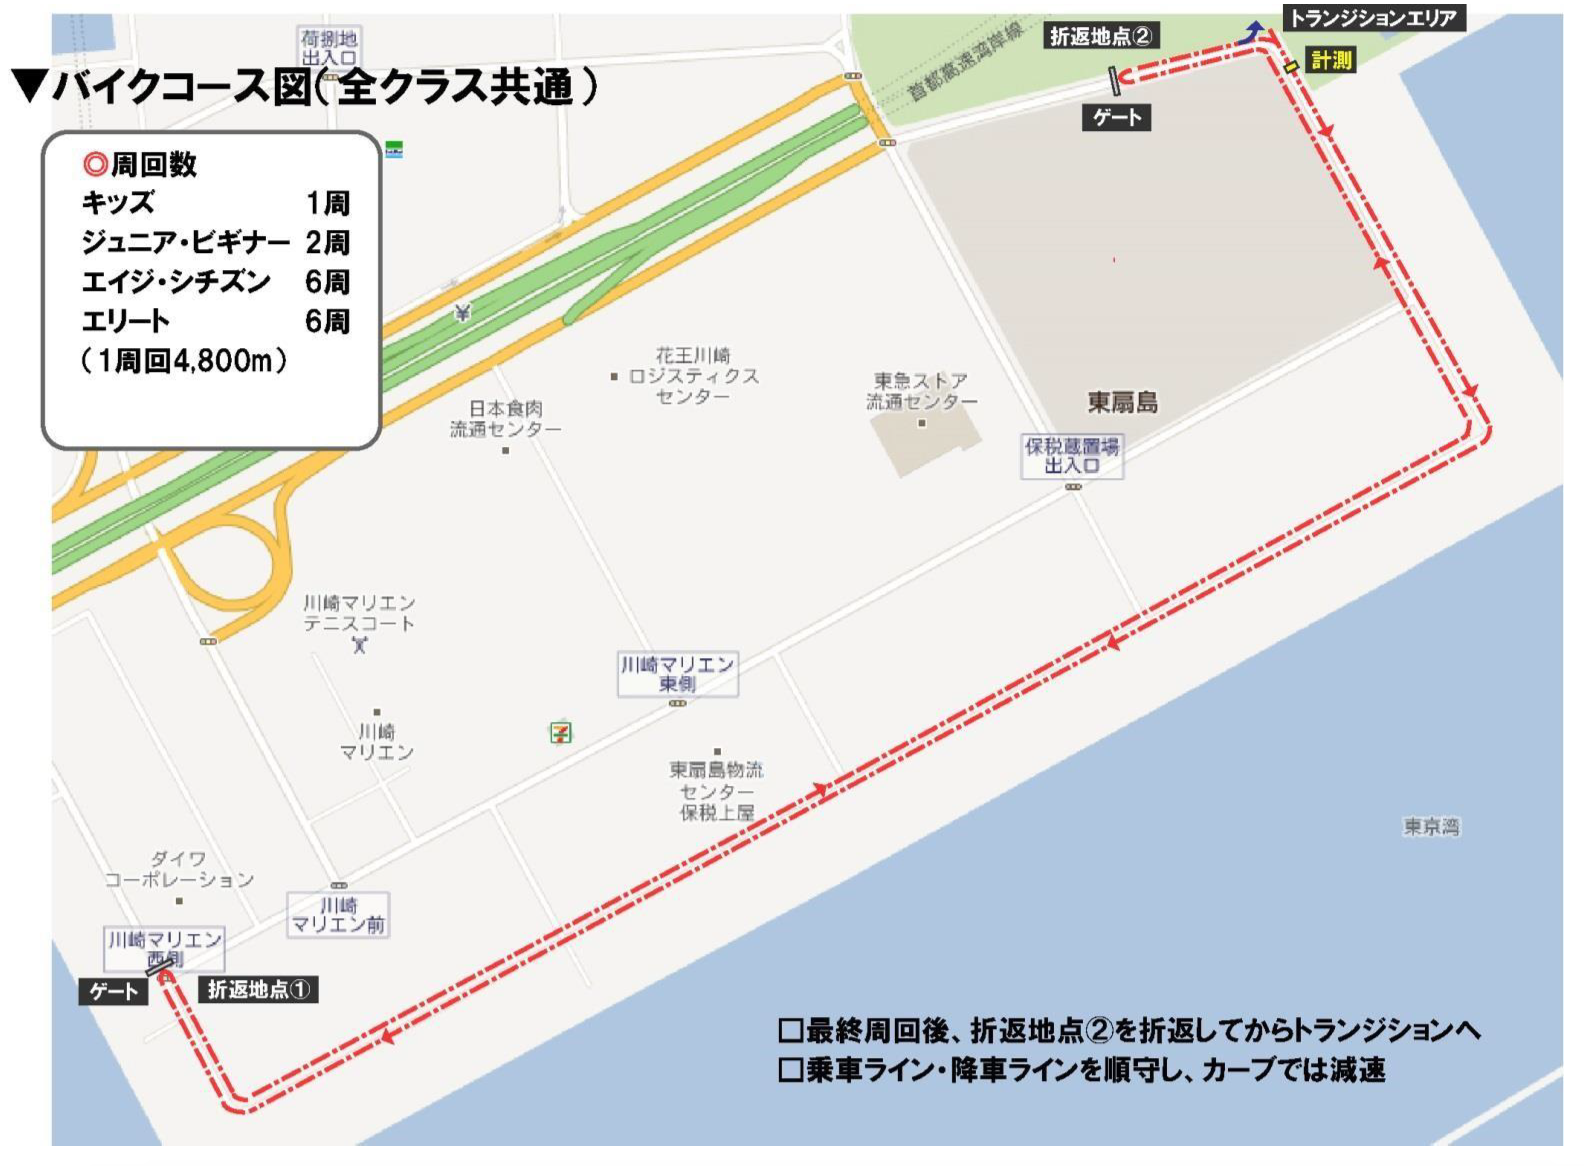 荷捌地
出入口
▼バイクコース図(全クラス共通)
◎周回数
キッズ 1周
ジュニア・ビギナー 2周
エイジ・シチズン 6周
エリート 6周
(1周回4,800m)
首都高速湾岸線
折返地点②
トランジションエリア
計測
ゲート
花王川崎
ロジスティクス
センター
日本食肉
流通センター
東急ストア
流通センター
東扇島
保税蔵置場
出入口
川崎マリエン
テニスコート
川崎マリエン
東側
川崎
マリエン
東扇島物流
センター
保税上屋
東京湾
ダイワ
コーポレーション
川崎
マリエン前
川崎マリエン
西側
ゲート
折返地点①
□最終周回後、折返地点②を折返してからトランジションへ
□乗車ライン・降車ラインを順守し、カーブでは減速